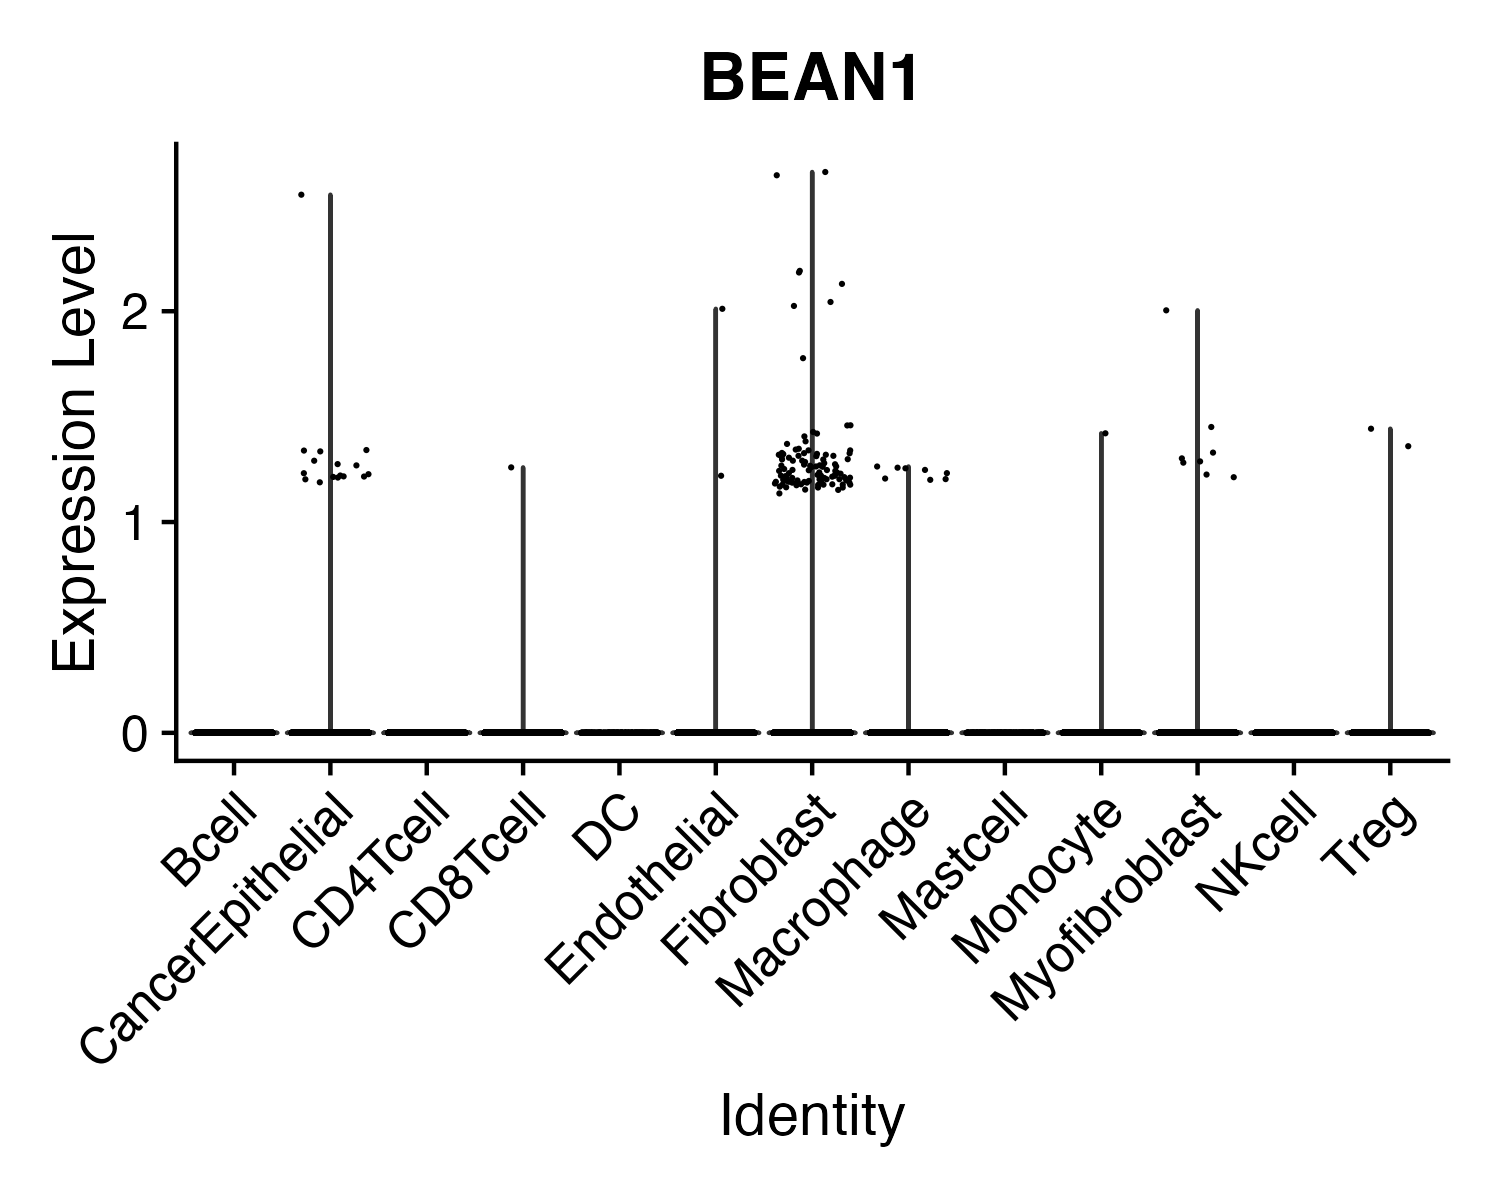 BEAN1
Expression Level
2
1
0
Bcell
CancerEpithelial
CD4Tcell
CD8Tcell
DC
Endothelial
Fibroblast
Macrophage
Mastcell
Monocyte
Myofibroblast
NKcell
Treg
Identity